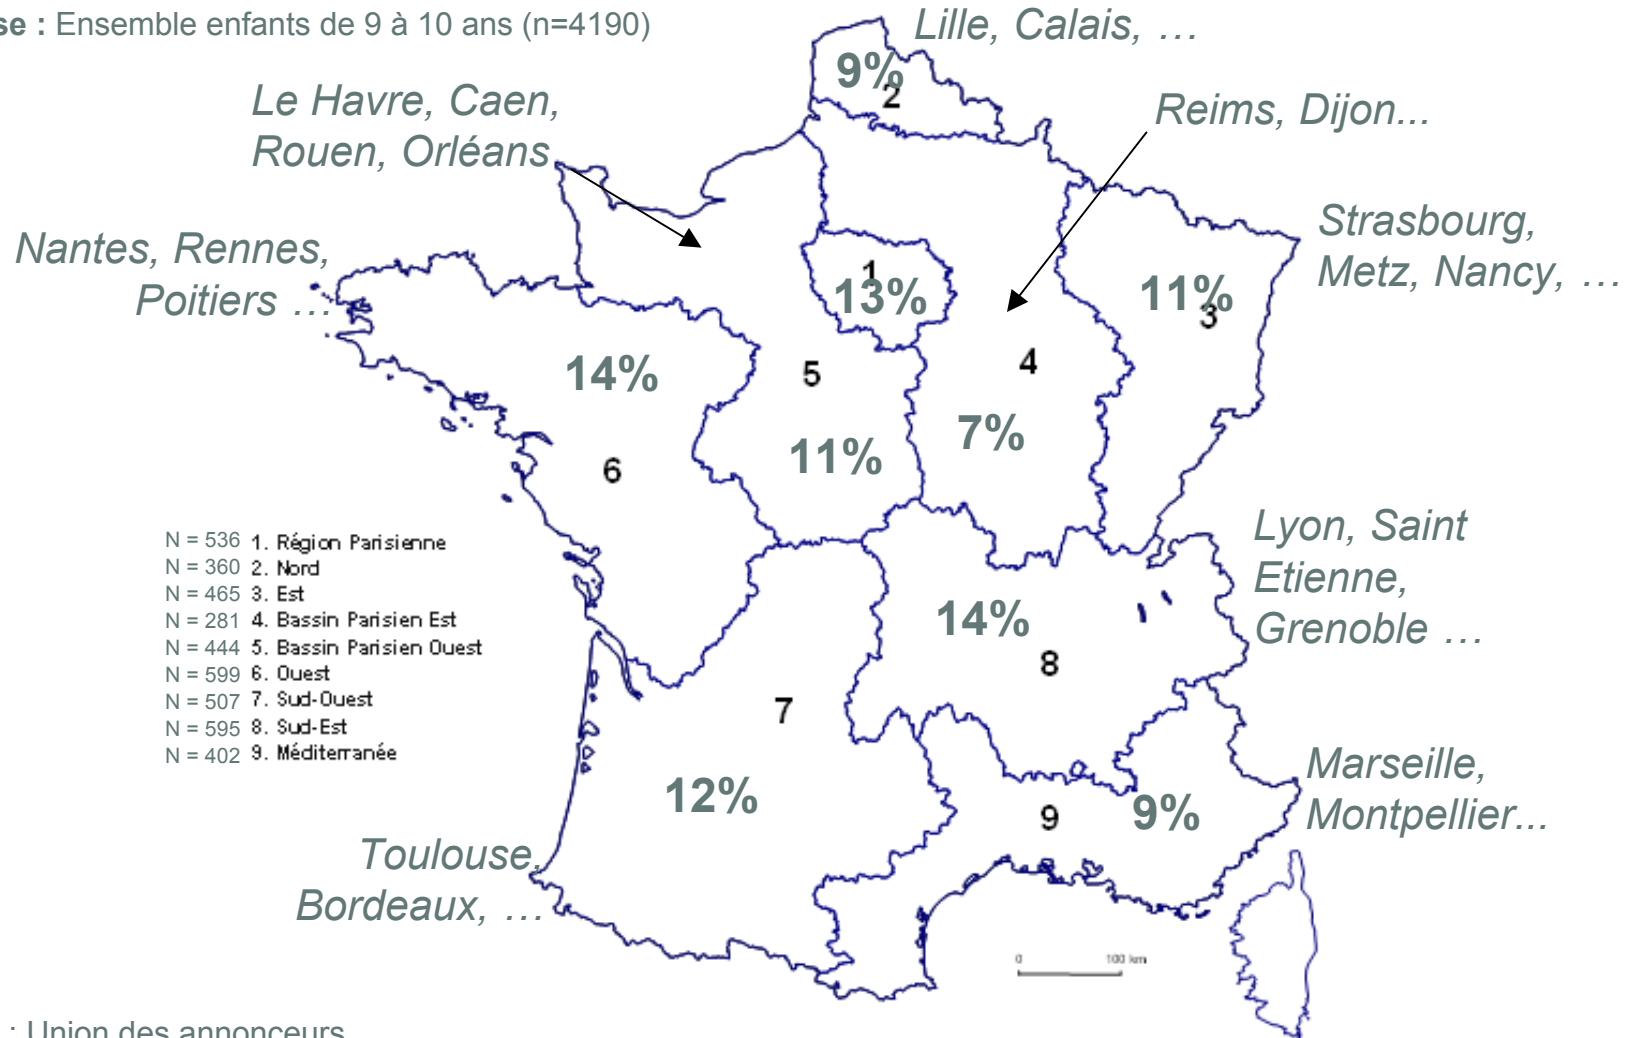 se : Ensemble enfants de 9 à 10 ans (n=4190)
Lille, Calais, …
9%
2
Le Havre, Caen,
Rouen, Orléans
Reims, Dijon...
Nantes, Rennes,
Poitiers …
Strasbourg,
Metz, Nancy, …
1
13%
11%
3
14%
5
4
7%
11%
6
N = 536 1. Région Parisienne
N = 360 2. Nord
N = 465 3. Est
N = 281 4. Bassin Parisien Est
N = 444 5. Bassin Parisien Ouest
N = 599 6. Ouest
N = 507 7. Sud-Ouest
N = 595 8. Sud-Est
N = 402 9. Méditerranée
Lyon, Saint
Etienne,
Grenoble …
14%
8
7
12%
9
9%
Marseille,
Montpellier...
Toulouse,
Bordeaux, …
0 100 km
: Union des annonceurs